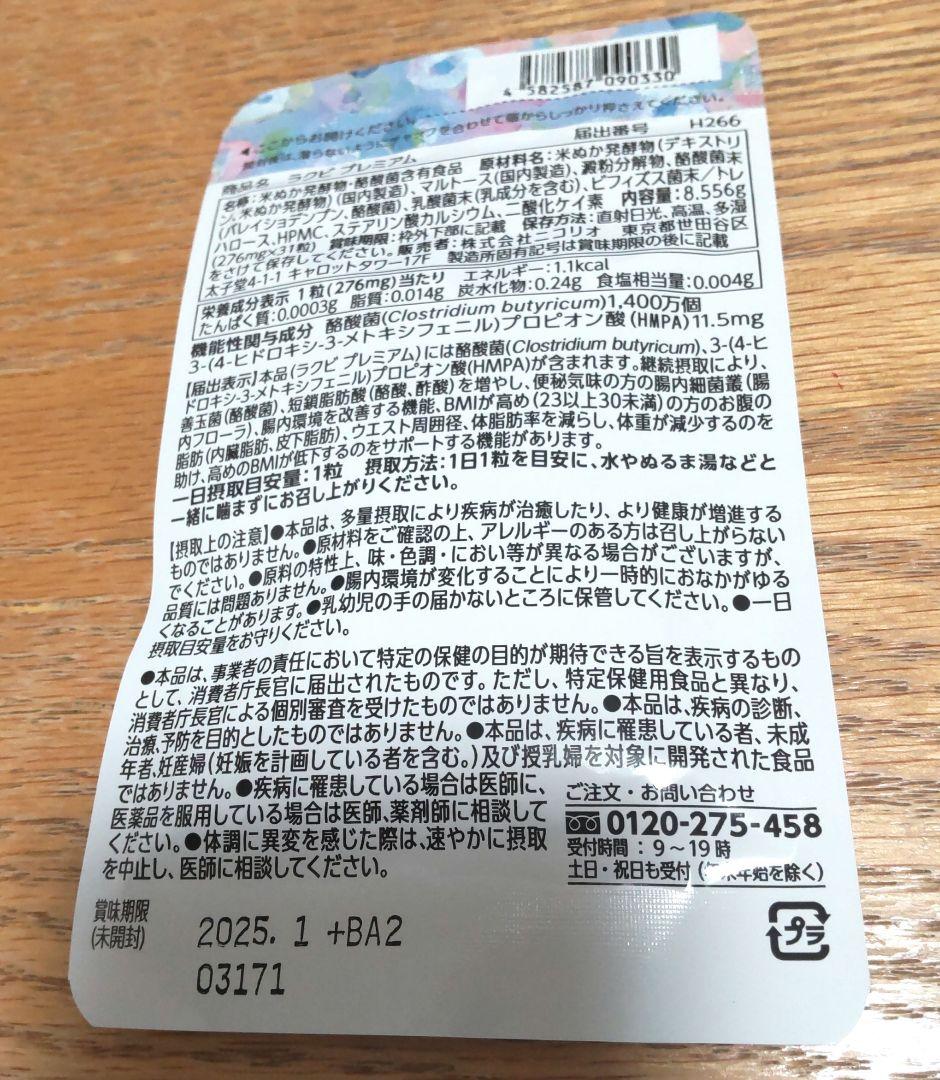 4 582587 090330
◀ここからお開けください。
開封後は、湿らないようにチャックを合わせて端からしっかり押さえてください。
商品名 ラクビ プレミアム 届出番号 H266
名称:米ぬか発酵物・酪酸菌含有食品 原材料名:米ぬか発酵物(デキストリ
ン、米ぬか発酵物)(国内製造)、マルトース(国内製造)、澱粉分解物、酪酸菌末
(バレイショデンプン、酪酸菌)、乳酸菌末(乳成分を含む)、ビフィズス菌末/トレ
ハロース、HPMC、ステアリン酸カルシウム、二酸化ケイ素 内容量:8.556g
(276mg×31粒) 賞味期限:枠外下部に記載 保存方法:直射日光、高温、多湿
をさけて保存してください。販売者:株式会社ニコリオ 東京都世田谷区
太子堂4-1-1 キャロットタワー17F 製造所固有記号は賞味期限の後に記載
栄養成分表示 1粒(276mg)当たり エネルギー:1.1kcal
たんぱく質:0.0003g 脂質:0.014g 炭水化物:0.24g 食塩相当量:0.004g
機能性関与成分 酪酸菌(Clostridium butyricum)1,400万個
3-(4-ヒドロキシ-3-メトキシフェニル)プロピオン酸(HMPA)11.5mg
【届出表示】本品(ラクビ プレミアム)には酪酸菌(Clostridium butyricum)、3-(4-ヒ
ドロキシ-3-メトキシフェニル)プロピオン酸(HMPA)が含まれます。継続摂取により、
善玉菌(酪酸菌)、短鎖脂肪酸(酪酸、酢酸)を増やし、便秘気味の方の腸内細菌叢(腸
内フローラ)、腸内環境を改善する機能、BMIが高め(23以上30未満)の方のお腹の
脂肪(内臓脂肪、皮下脂肪)、ウエスト周囲径、体脂肪率を減らし、体重が減少するのを
助け、高めのBMIが低下するのをサポートする機能があります。
一日摂取目安量:1粒 摂取方法:1日1粒を目安に、水やぬるま湯などと
一緒に噛まずにお召し上がりください。
【摂取上の注意】●本品は、多量摂取により疾病が治癒したり、より健康が増進する
ものではありません。●原材料をご確認の上、アレルギーのある方は召し上がらない
でください。●原料の特性上、味・色調・におい等が異なる場合がございますが、
品質には問題ありません。●腸内環境が変化することにより一時的におなかがゆる
くなることがあります。●乳幼児の手の届かないところに保管してください。●一日
摂取目安量をお守りください。
●本品は、事業者の責任において特定の保健の目的が期待できる旨を表示するもの
として、消費者庁長官に届出されたものです。ただし、特定保健用食品と異なり、
消費者庁長官による個別審査を受けたものではありません。●本品は、疾病の診断、
治療、予防を目的としたものではありません。●本品は、疾病に罹患している者、未成
年者、妊産婦(妊娠を計画している者を含む。)及び授乳婦を対象に開発された食品
ではありません。●疾病に罹患している場合は医師に、
医薬品を服用している場合は医師、薬剤師に相談して
ください。●体調に異変を感じた際は、速やかに摂取
を中止し、医師に相談してください。
ご注文・お問い合わせ
0120-275-458
受付時間:9〜19時
土日・祝日も受付(年末年始を除く)
賞味期限
(未開封)
2025. 1 +BA2
03171
プラ